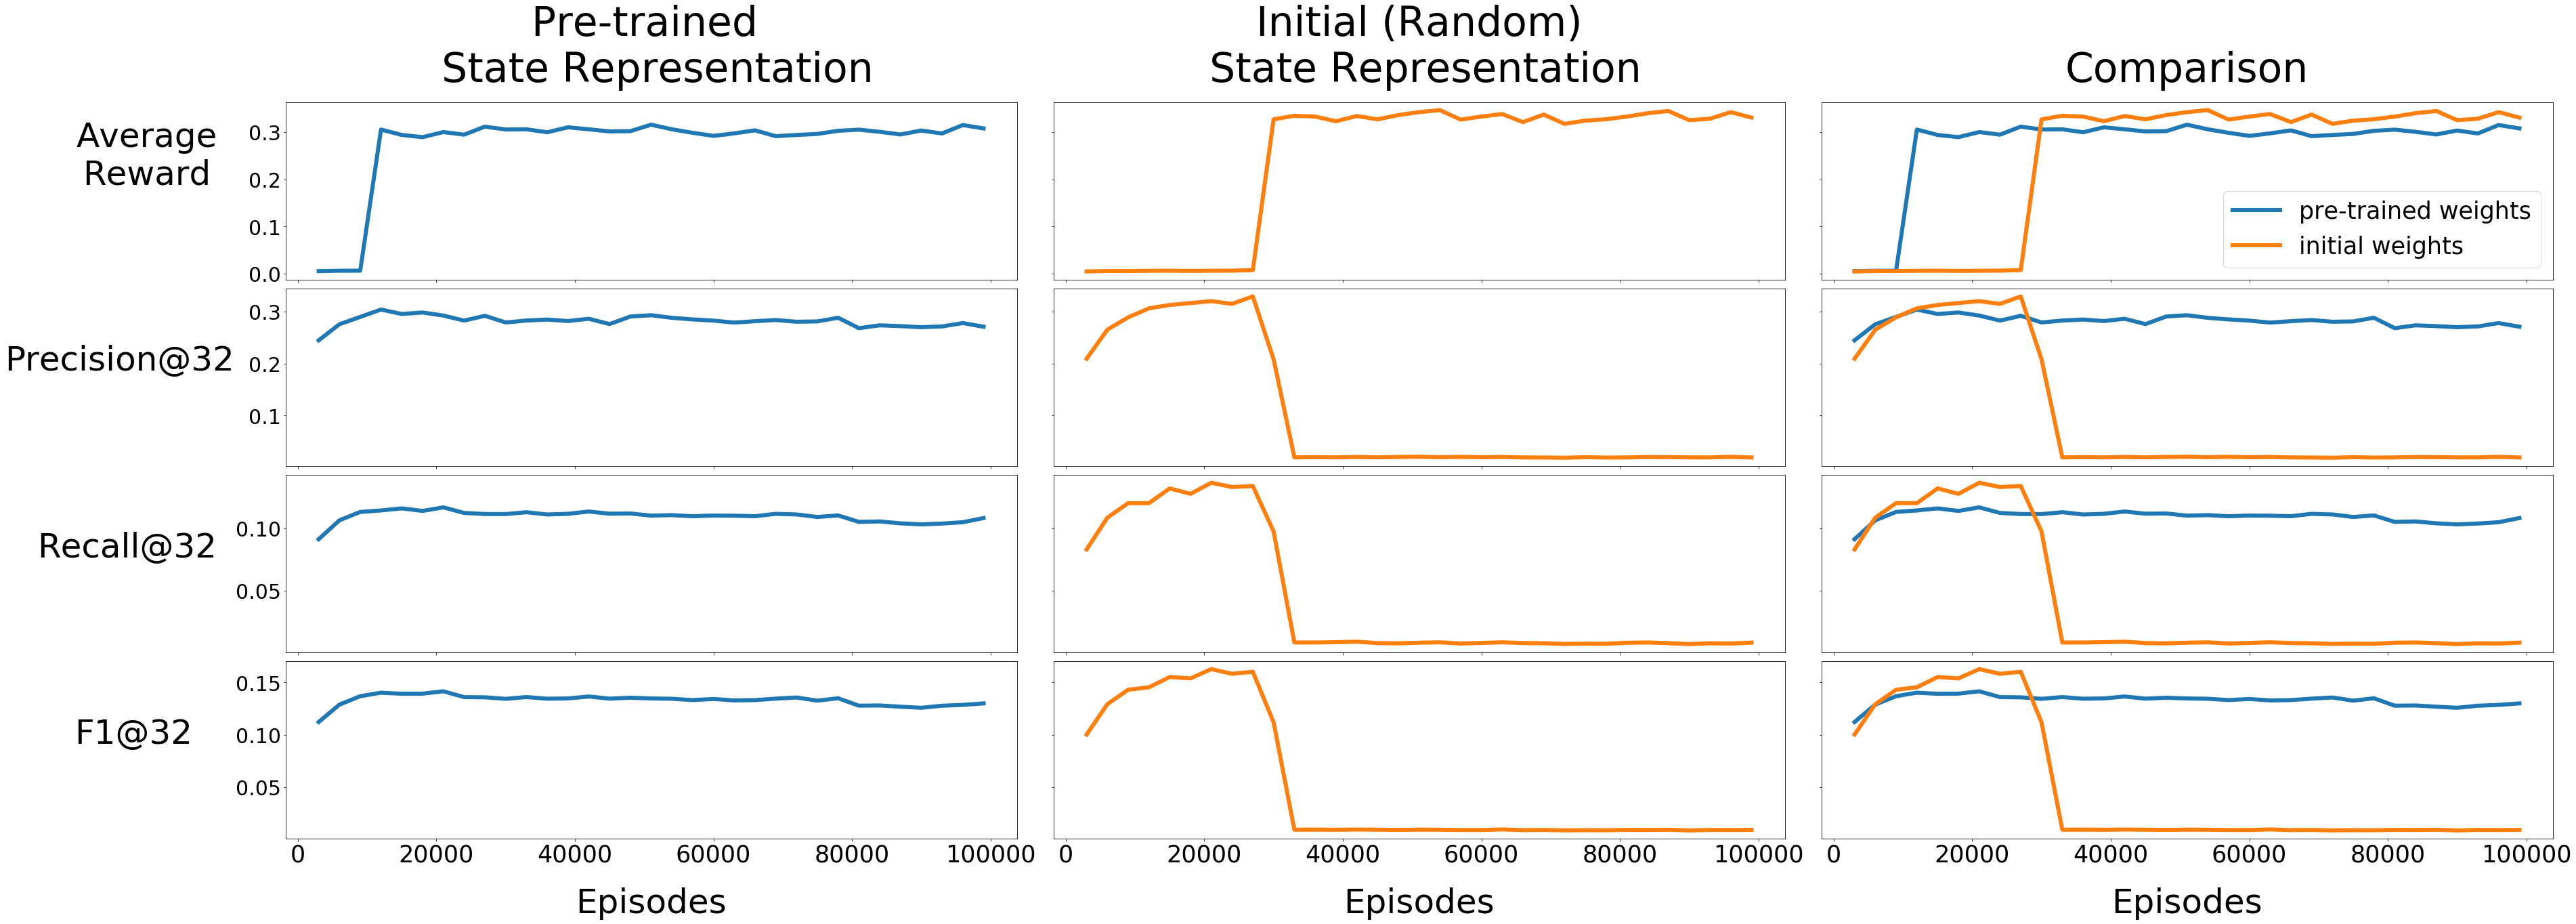 Pre-trained
State Representation
Initial (Random)
State Representation
Comparison
Average
Reward
0.3
0.2
0.1
0.0
pre-trained weights
initial weights
Precision@32
0.3
0.2
0.1
Recall@32
0.10
0.05
F1@32
0.15
0.10
0.05
0 20000 40000 60000 80000 100000
0 20000 40000 60000 80000 100000
0 20000 40000 60000 80000 100000
Episodes
Episodes
Episodes